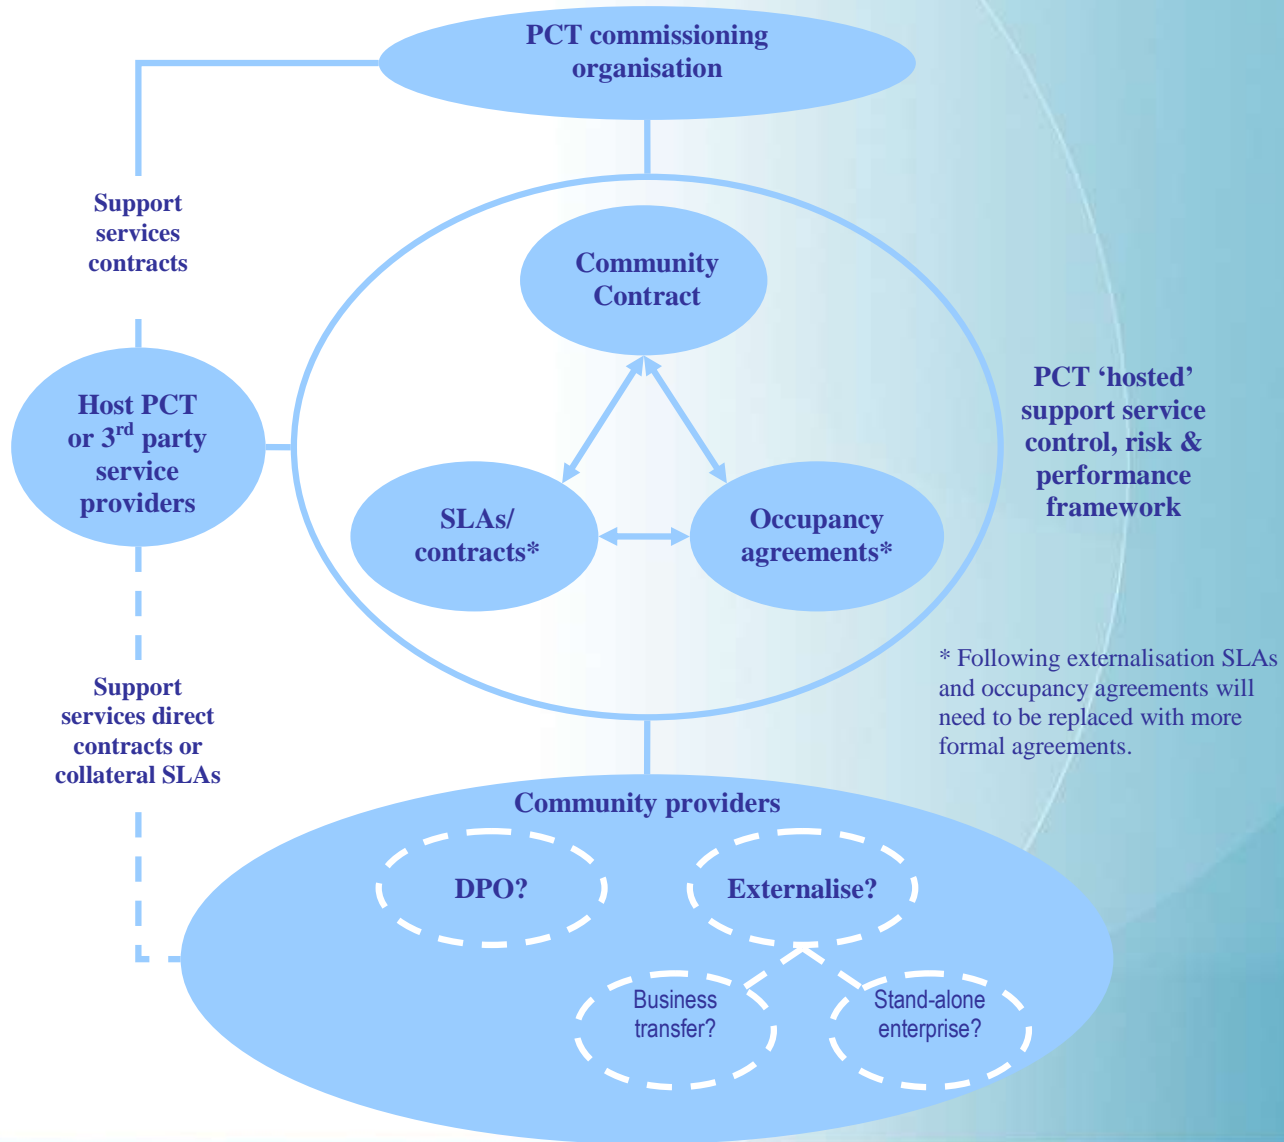 PCT commissioning
organisation
Support
services
contracts
Community
Contract
Host PCT
or 3rd party
service
providers
PCT ‘hosted’
support service
control, risk &
performance
framework
SLAs/
contracts*
Occupancy
agreements*
* Following externalisation SLAs
and occupancy agreements will
need to be replaced with more
formal agreements.
Support
services direct
contracts or
collateral SLAs
Community providers
DPO?
Externalise?
Business
transfer?
Stand-alone
enterprise?